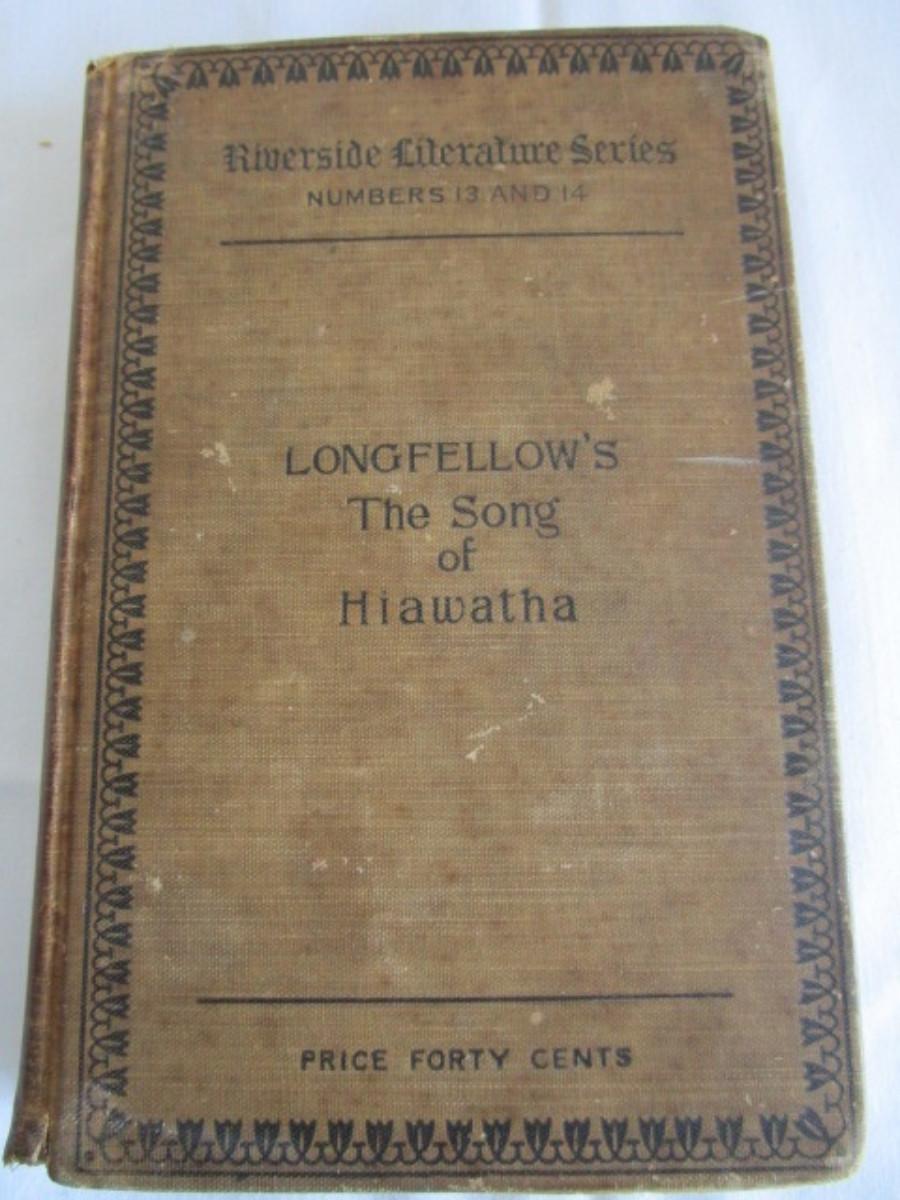 Riverside Literature Series
NUMBERS 13 AND 14
LONGFELLOW'S
The Song
of
Hiawatha
PRICE FORTY CENTS